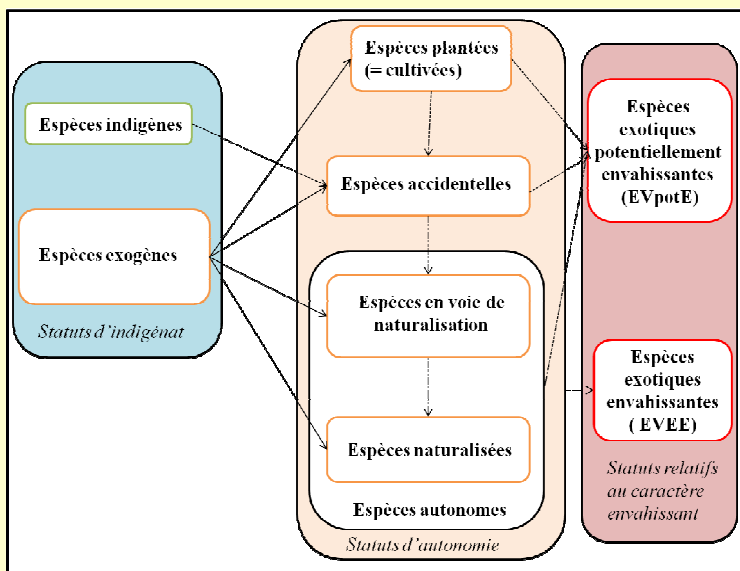 Espèces indigènes
Espèces exogènes
Statuts d'indigénat
Espèces plantées
(= cultivées)
Espèces accidentelles
Espèces en voie de
naturalisation
Espèces naturalisées
Espèces autonomes
Statuts d'autonomie
Espèces
exotiques
potentiellement
envahissantes
(EVpotE)
Espèces
exotiques
envahissantes
( EVEE)
Statuts relatifs
au caractère
envahissant